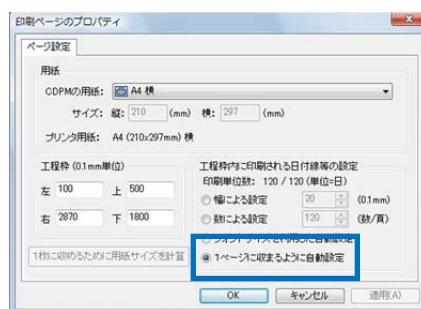 印刷ページのプロパティ
ページ設定
用紙
CDPMの用紙: A4 横
サイズ: 縦: 210 (mm) 横: 297 (mm)
プリンタ用紙: A4 (210x297mm) 横
工程枠 (0.1mm単位)
左 100 上 500
右 2870 下 1800
1枚に収めるために用紙サイズを計算
工程枠内に印刷される日付線等の設定
印刷単位数: 120 / 120 (単位=日)
幅による設定 20 (0.1mm)
数による設定 120 (数/頁)
1ページに収まるように自動設定
OK キャンセル 適用(A)